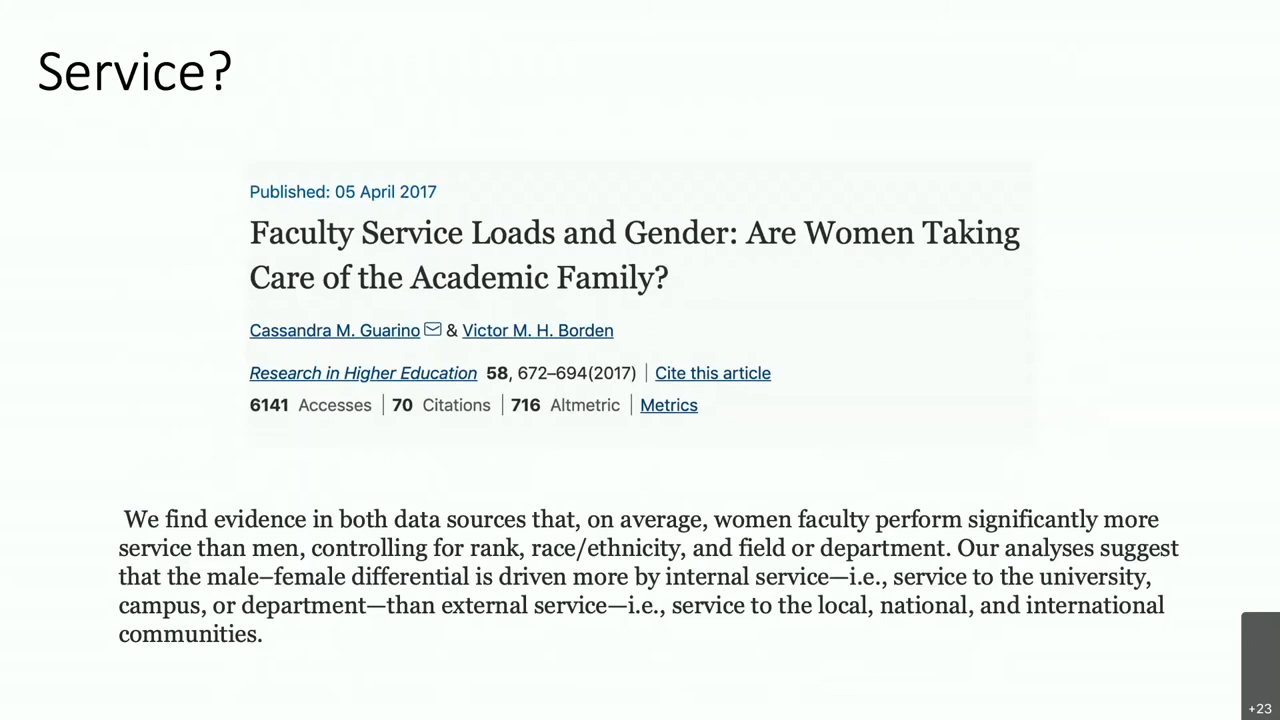 Service?
Published: 05 April 2017
Faculty Service Loads and Gender: Are Women Taking
Care of the Academic Family?
Cassandra M. Guarino & Victor M. H. Borden
Research in Higher Education 58, 672–694(2017) | Cite this article
6141 Accesses | 70 Citations | 716 Altmetric | Metrics
We find evidence in both data sources that, on average, women faculty perform significantly more
service than men, controlling for rank, race/ethnicity, and field or department. Our analyses suggest
that the male–female differential is driven more by internal service—i.e., service to the university,
campus, or department—than external service—i.e., service to the local, national, and international
communities.
+23